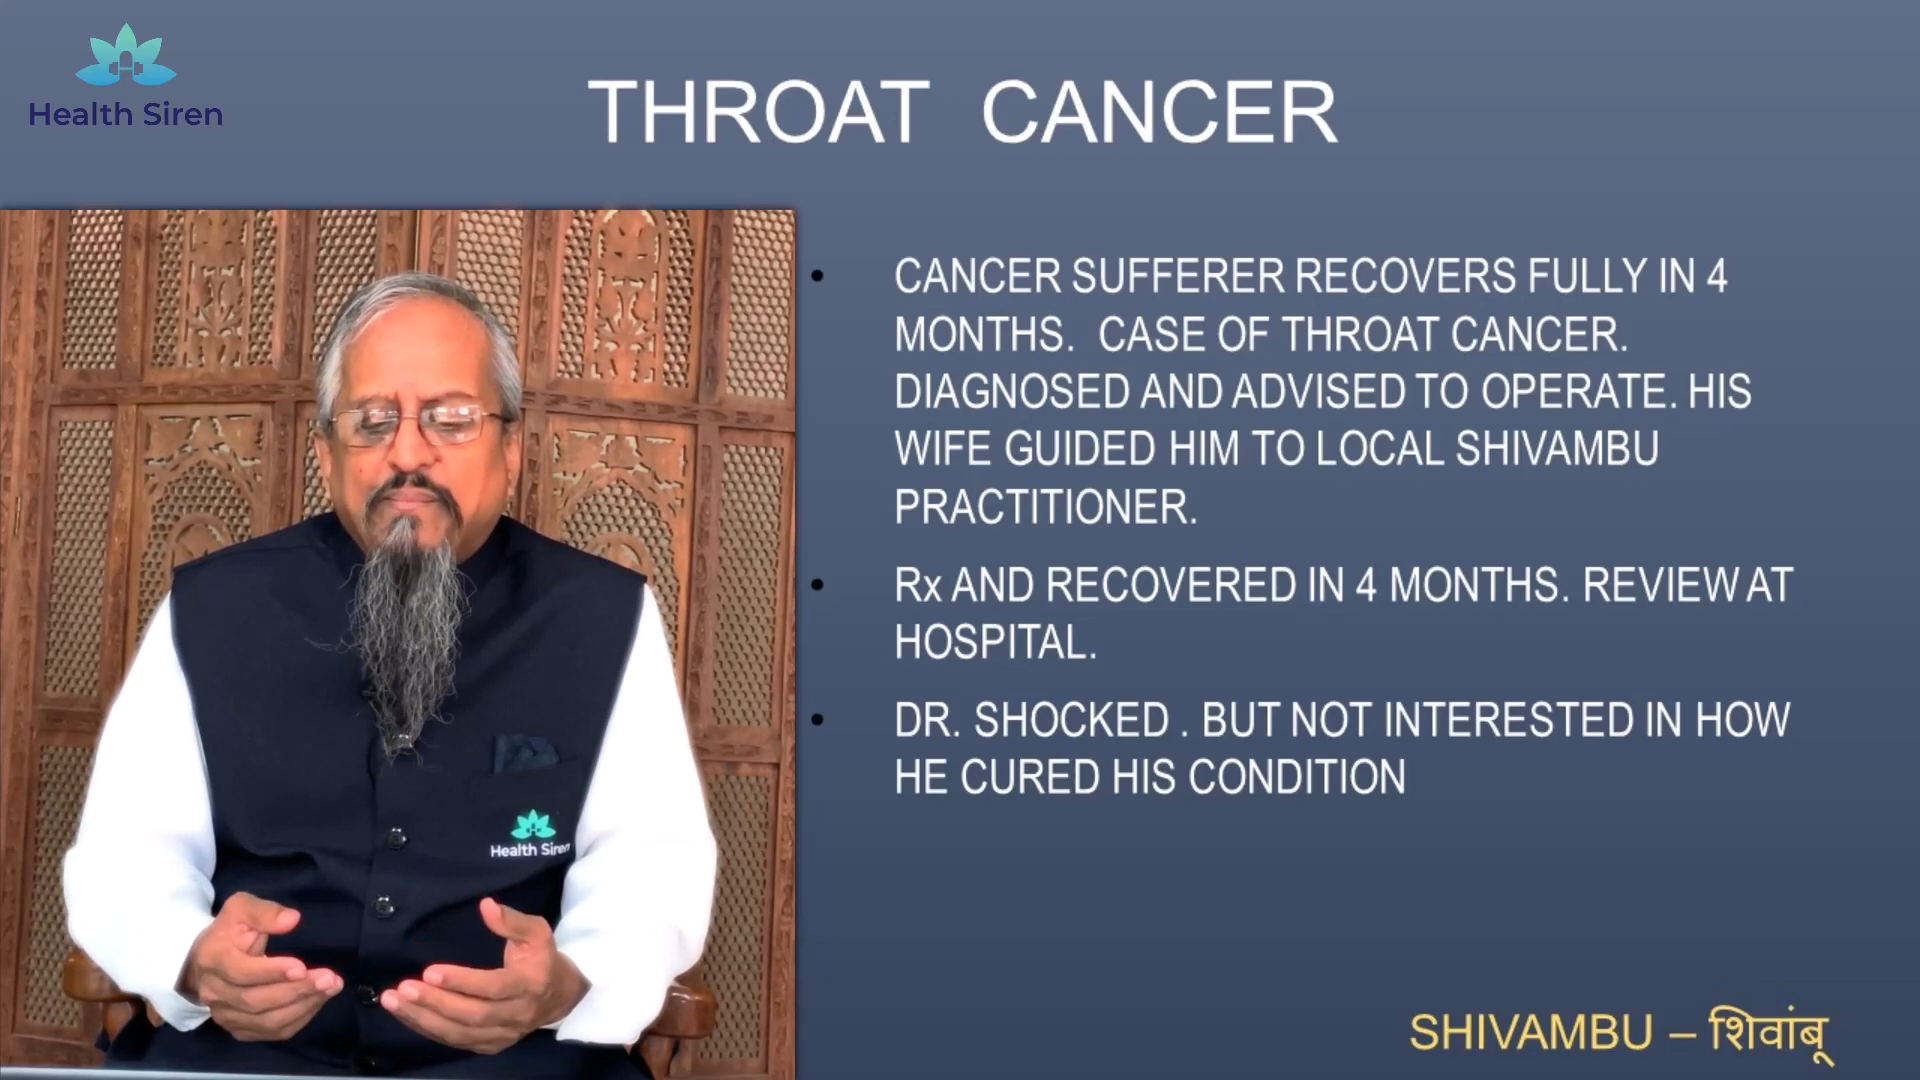 Health Siren
THROAT CANCER
• CANCER SUFFERER RECOVERS FULLY IN 4
MONTHS. CASE OF THROAT CANCER.
DIAGNOSED AND ADVISED TO OPERATE. HIS
WIFE GUIDED HIM TO LOCAL SHIVAMBU
PRACTITIONER.
• Rx AND RECOVERED IN 4 MONTHS. REVIEW AT
HOSPITAL.
• DR. SHOCKED . BUT NOT INTERESTED IN HOW
HE CURED HIS CONDITION
Health Siren
SHIVAMBU – शिवांबू